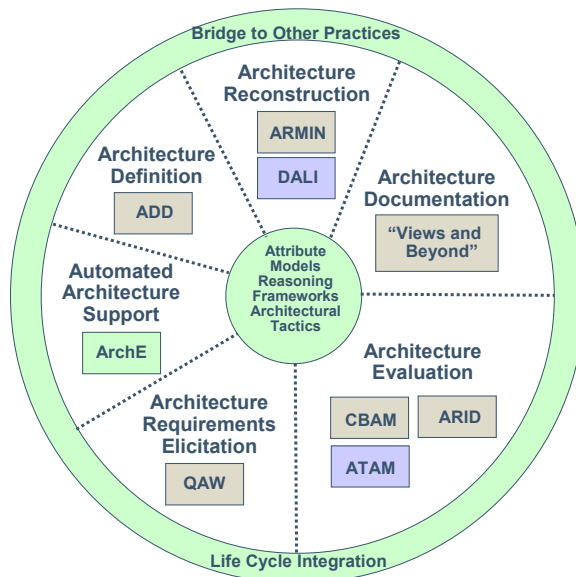 Bridge to Other Practices
Architecture
Reconstruction
ARMIN
DALI
Architecture
Definition
ADD
Architecture
Documentation
“Views and
Beyond”
Attribute
Models
Reasoning
Frameworks
Architectural
Tactics
Automated
Architecture
Support
ArchE
Architecture
Evaluation
CBAM
ARID
ATAM
Architecture
Requirements
Elicitation
QAW
Life Cycle Integration